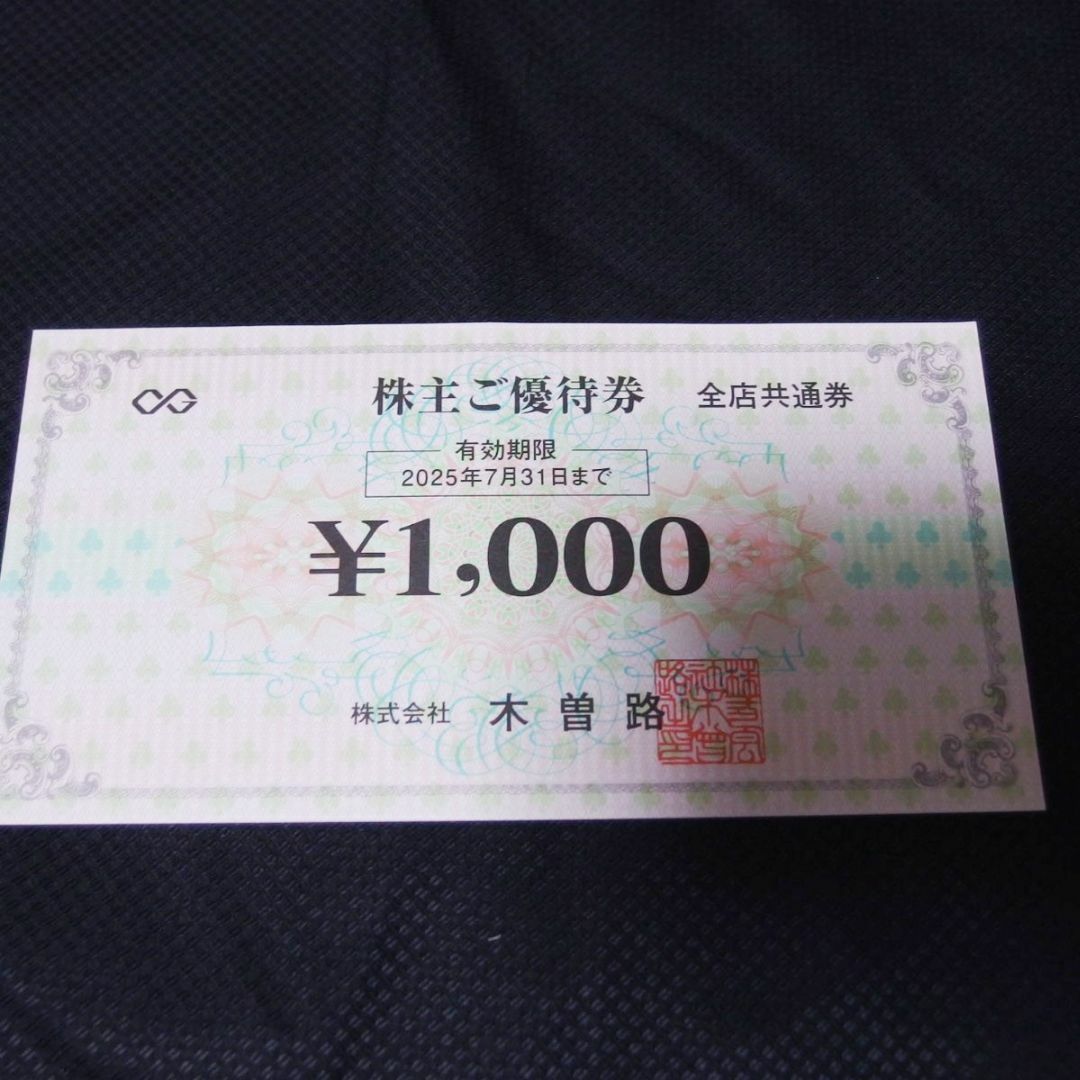 株主ご優待券 全店共通券
有効期限
2025年7月31日まで
¥1,000
株式会社 木曽路